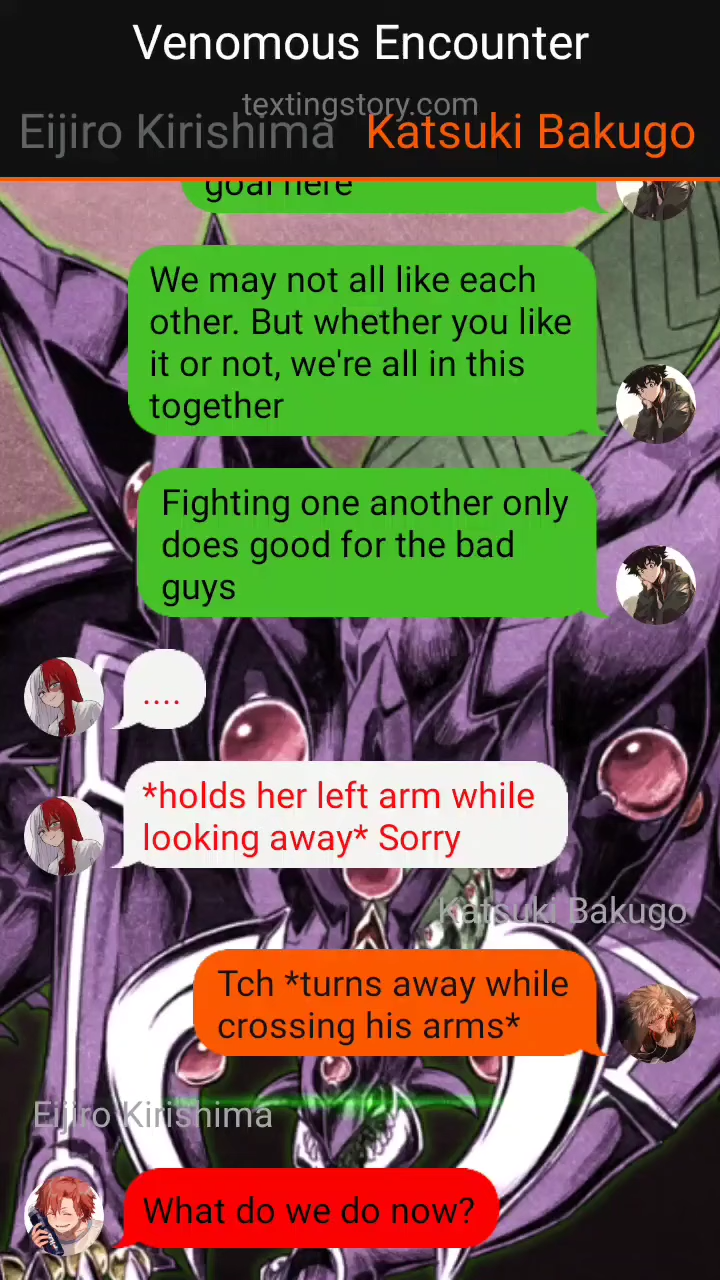 Venomous Encounter
textingstory.com
Eijiro Kirishima Katsuki Bakugo
goal here
We may not all like each
other. But whether you like
it or not, we're all in this
together
Fighting one another only
does good for the bad
guys
....
*holds her left arm while
looking away* Sorry
Katsuki Bakugo
Tch *turns away while
crossing his arms*
Eijiro Kirishima
What do we do now?